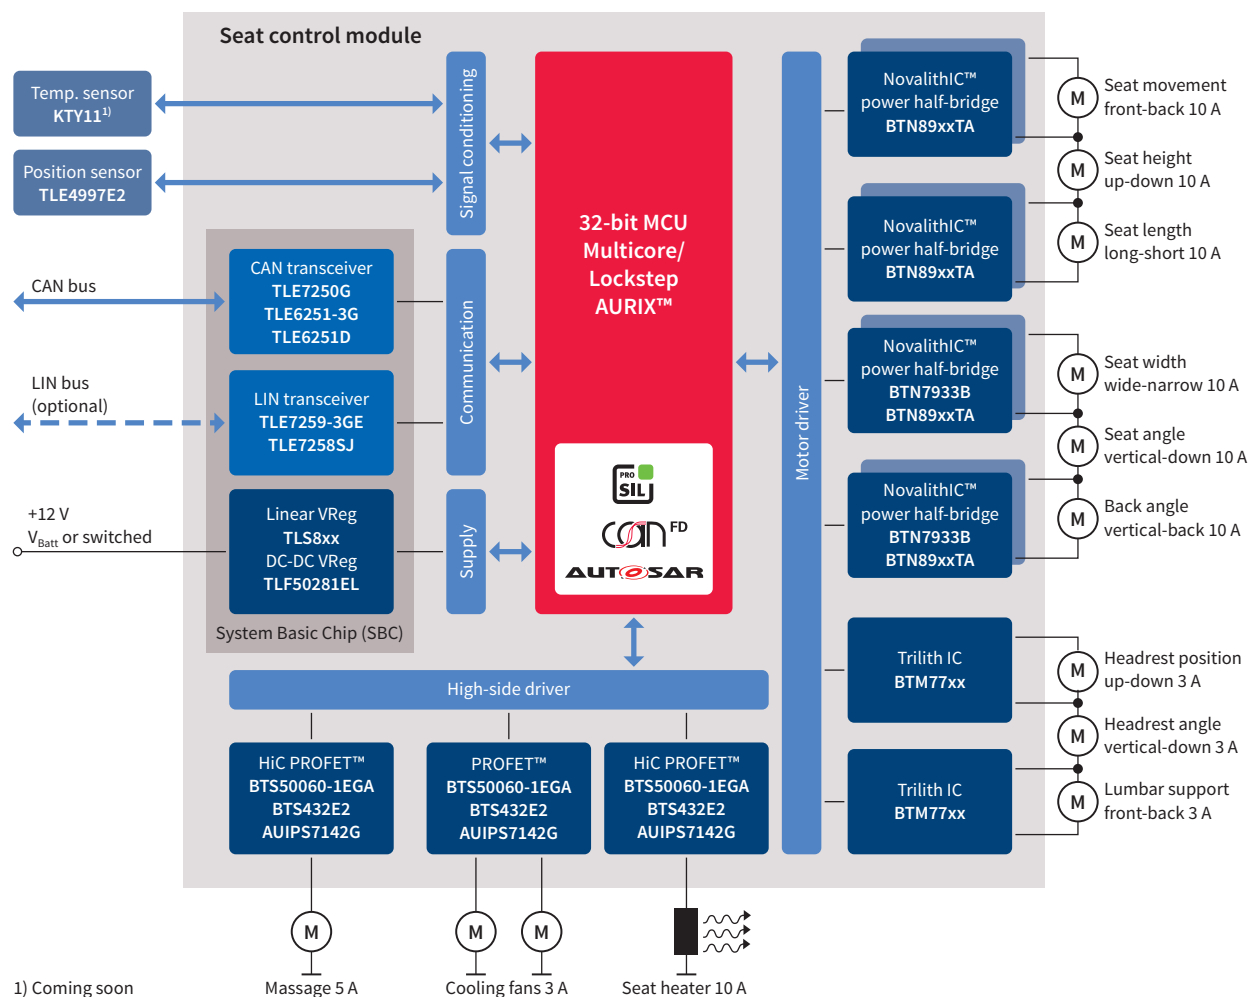 Seat control module
Temp. sensor
KTY11¹⁾
Position sensor
TLE4997E2
Signal conditioning
CAN bus
CAN transceiver
TLE7250G
TLE6251-3G
TLE6251D
LIN bus
(optional)
LIN transceiver
TLE7259-3GE
TLE7258SJ
Communication
+12 V
VBatt or switched
Linear VReg
TLS8xx
DC-DC VReg
TLF50281EL
Supply
System Basic Chip (SBC)
32-bit MCU
Multicore/
Lockstep
AURIX™
PRO
SIL
CAN FD
AUTOSAR
Motor driver
NovalithIC™
power half-bridge
BTN89xxTA
NovalithIC™
power half-bridge
BTN89xxTA
NovalithIC™
power half-bridge
BTN7933B
BTN89xxTA
NovalithIC™
power half-bridge
BTN7933B
BTN89xxTA
Trilith IC
BTM77xx
Trilith IC
BTM77xx
M
Seat movement
front-back 10 A
M
Seat height
up-down 10 A
M
Seat length
long-short 10 A
M
Seat width
wide-narrow 10 A
M
Seat angle
vertical-down 10 A
M
Back angle
vertical-back 10 A
M
Headrest position
up-down 3 A
M
Headrest angle
vertical-down 3 A
M
Lumbar support
front-back 3 A
High-side driver
HiC PROFET™
BTS50060-1EGA
BTS432E2
AUIPS7142G
PROFET™
BTS50060-1EGA
BTS432E2
AUIPS7142G
HiC PROFET™
BTS50060-1EGA
BTS432E2
AUIPS7142G
M
M
M
Massage 5 A
Cooling fans 3 A
Seat heater 10 A
1) Coming soon